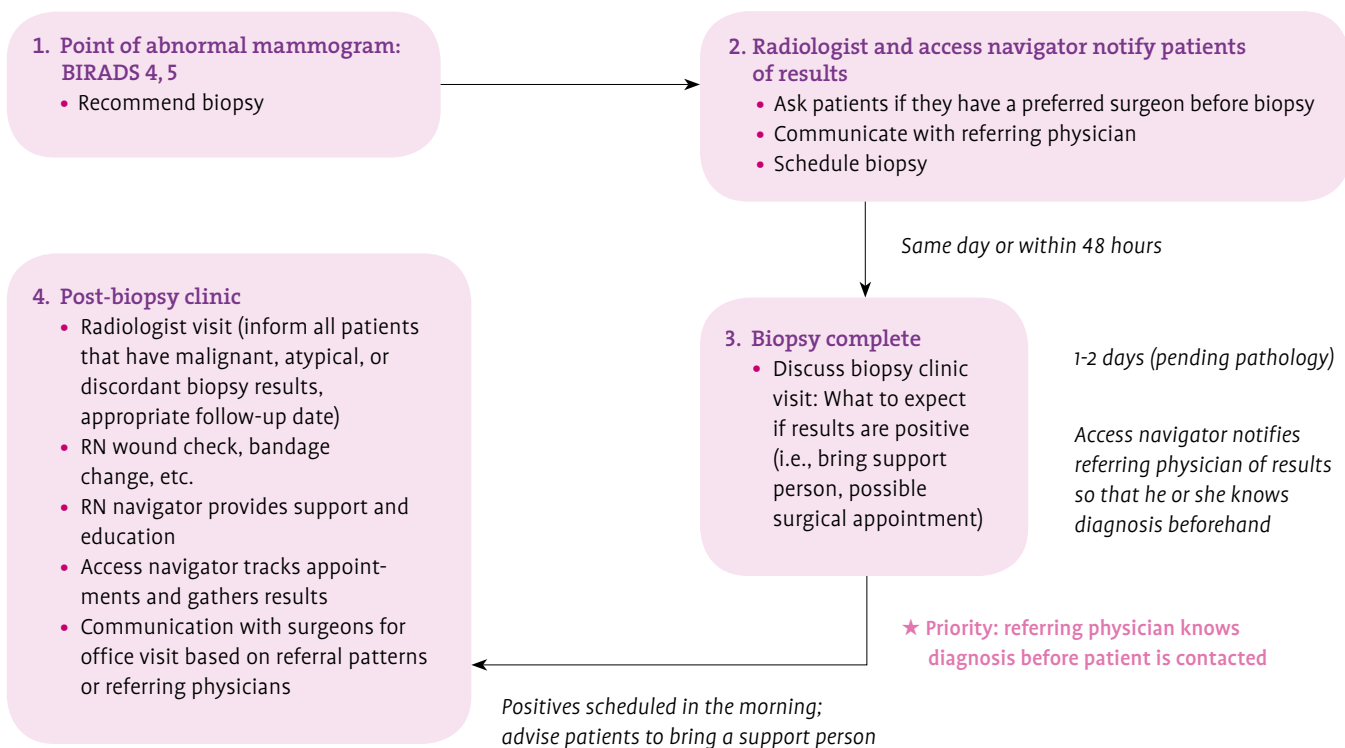 1. Point of abnormal mammogram:
BIRADS 4, 5
• Recommend biopsy
2. Radiologist and access navigator notify patients
of results
• Ask patients if they have a preferred surgeon before biopsy
• Communicate with referring physician
• Schedule biopsy
Same day or within 48 hours
3. Biopsy complete
• Discuss biopsy clinic
visit: What to expect
if results are positive
(i.e., bring support
person, possible
surgical appointment)
1-2 days (pending pathology)
Access navigator notifies
referring physician of results
so that he or she knows
diagnosis beforehand
★ Priority: referring physician knows
diagnosis before patient is contacted
Positives scheduled in the morning;
advise patients to bring a support person
4. Post-biopsy clinic
• Radiologist visit (inform all patients
that have malignant, atypical, or
discordant biopsy results,
appropriate follow-up date)
• RN wound check, bandage
change, etc.
• RN navigator provides support and
education
• Access navigator tracks appoint-
ments and gathers results
• Communication with surgeons for
office visit based on referral patterns
or referring physicians